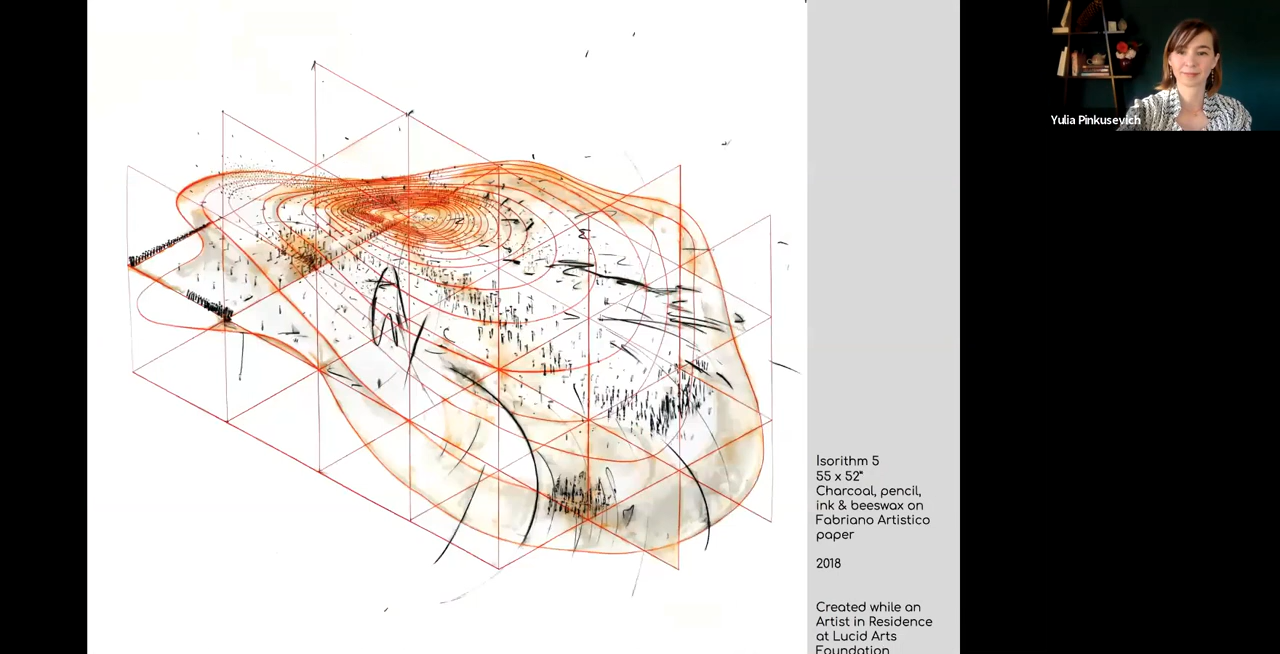 Yulia Pinkusevich
Isorithm 5
55 x 52"
Charcoal, pencil,
ink & beeswax on
Fabriano Artistico
paper
2018
Created while an
Artist in Residence
at Lucid Arts
Foundation